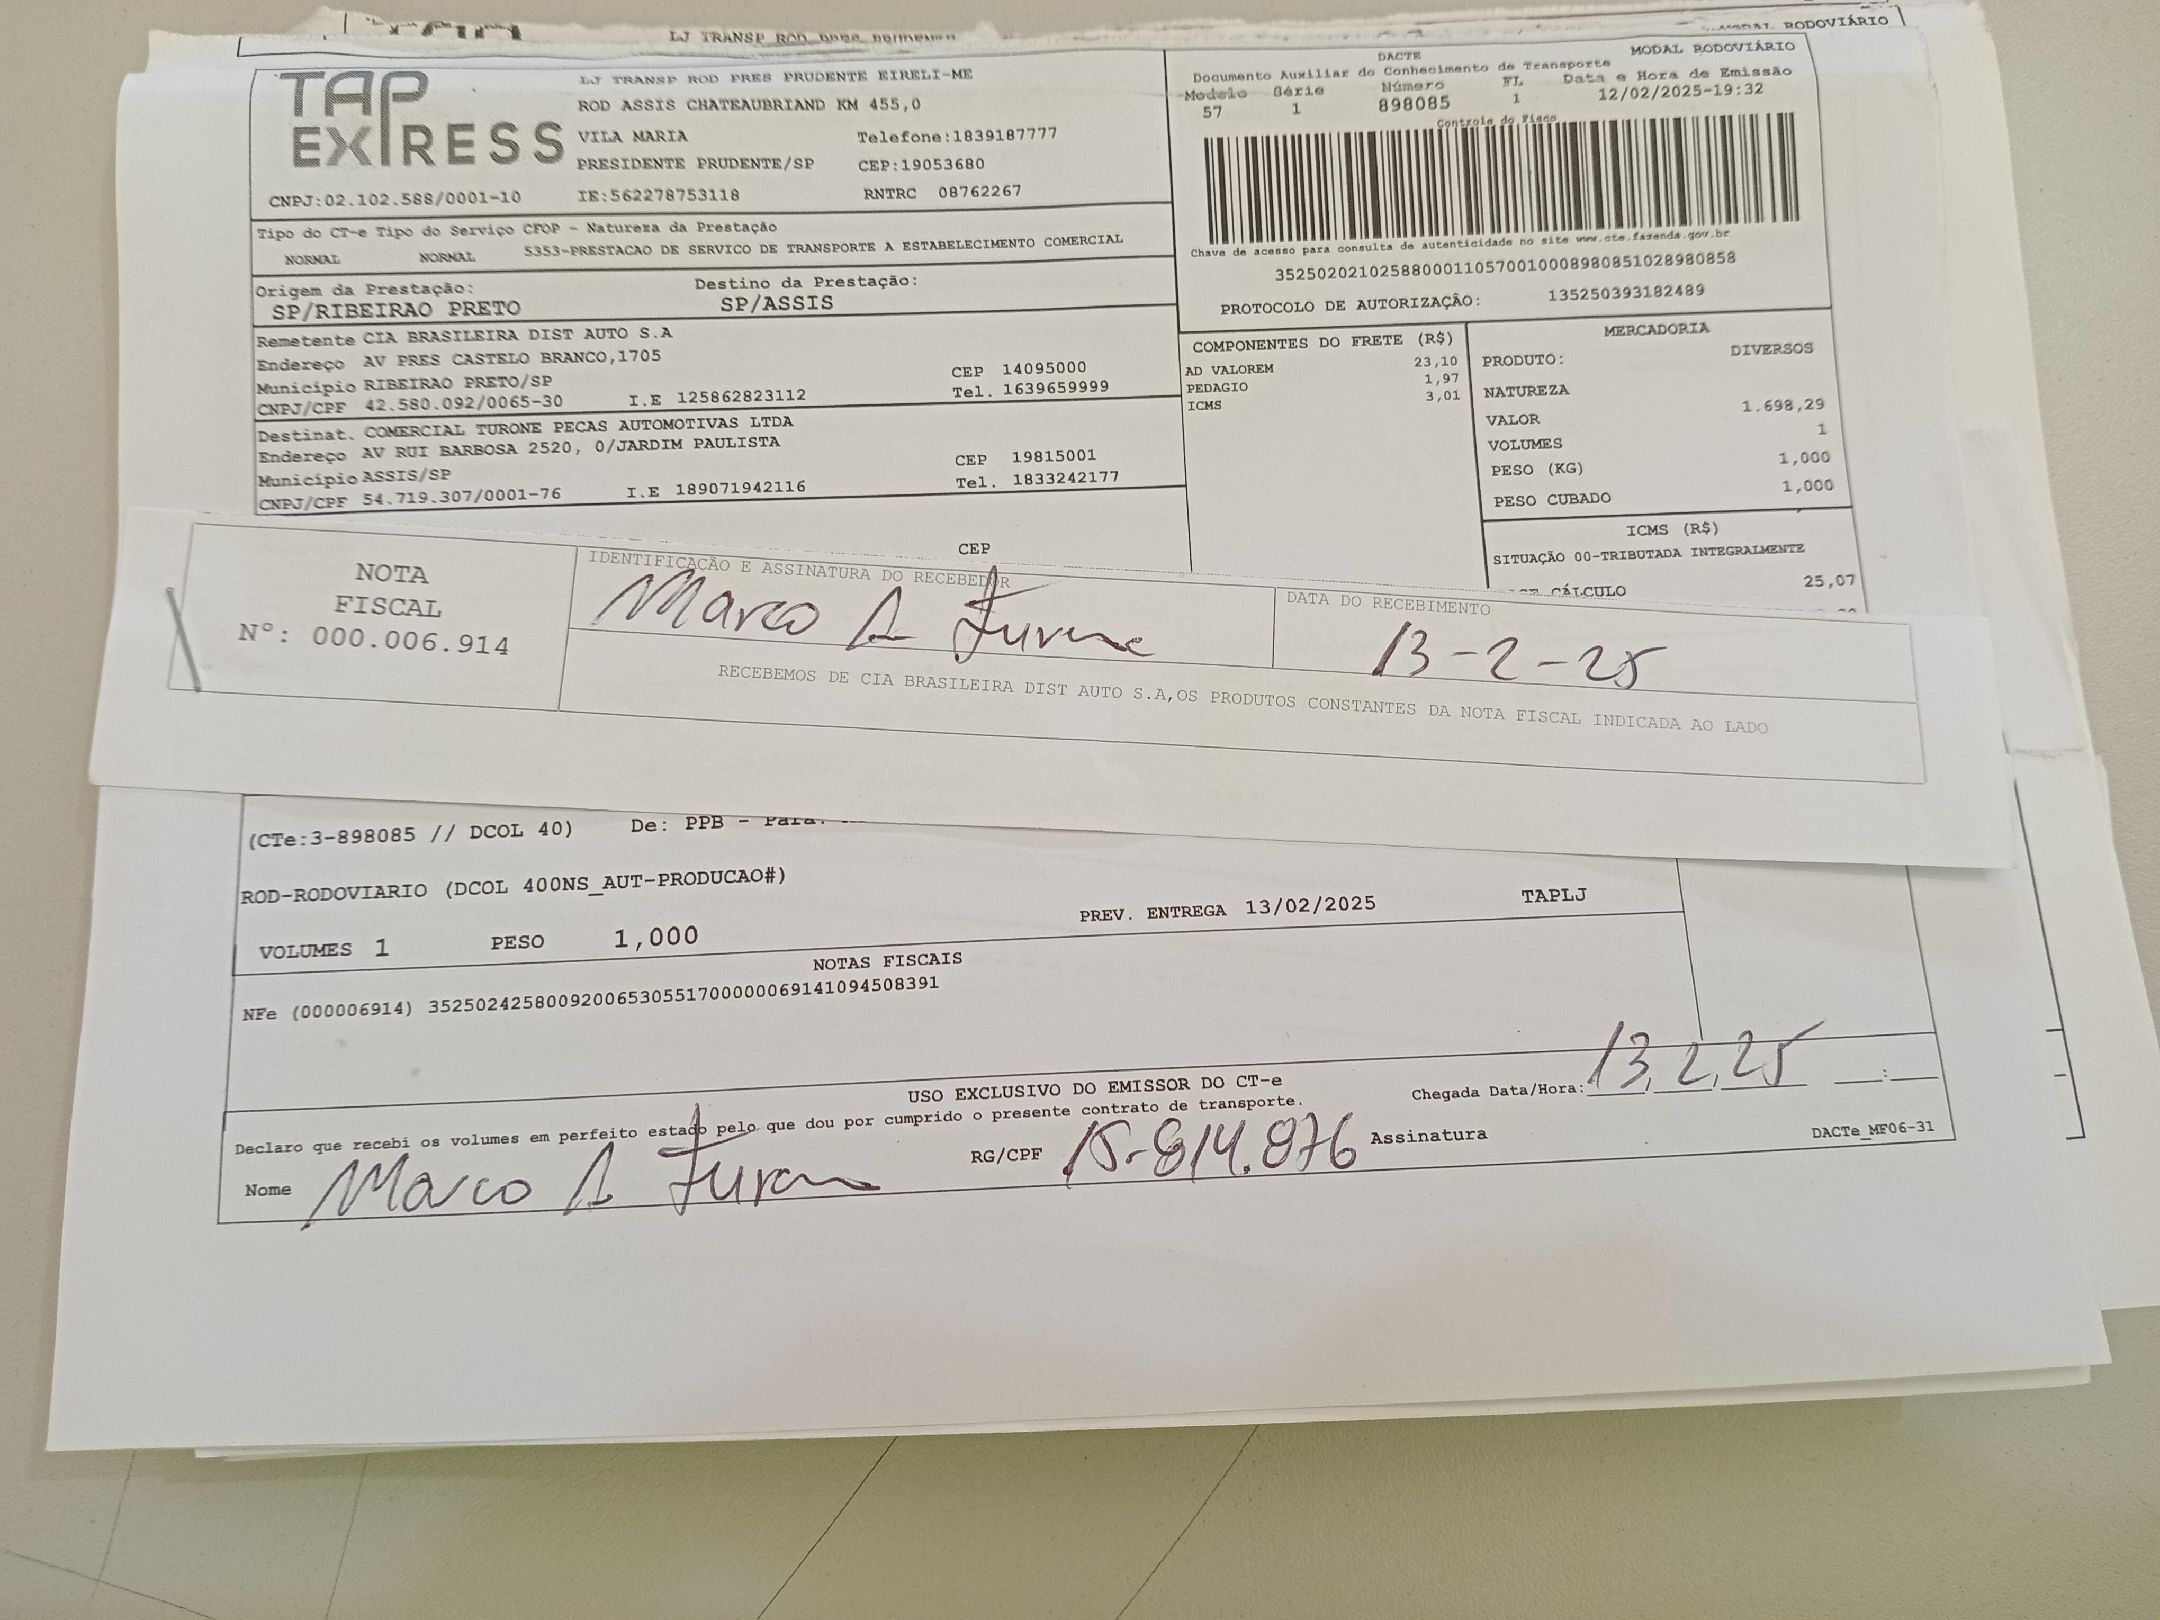 LJ TRANSP ROD PRES PRUDENTE
MODAL RODOVIÁRIO
TAP EXPRESS
LJ TRANSP ROD PRES PRUDENTE EIRELI-ME
ROD ASSIS CHATEAUBRIAND KM 455,0
VILA MARIA Telefone:1839187777
PRESIDENTE PRUDENTE/SP CEP:19053680
CNPJ:02.102.588/0001-10 IE:562278753118 RNTRC 08762267
DACTE MODAL RODOVIÁRIO
Documento Auxiliar do Conhecimento de Transporte
Modelo Série Número FL Data e Hora de Emissão
57 1 898085 1 12/02/2025-19:32
Controle do Fisco
Chave de acesso para consulta de autenticidade no site www.cte.fazenda.gov.br
35250202102588000110570010008980851028980858
PROTOCOLO DE AUTORIZAÇÃO: 135250393182489
Tipo do CT-e Tipo do Serviço CFOP - Natureza da Prestação
NORMAL NORMAL 5353-PRESTACAO DE SERVICO DE TRANSPORTE A ESTABELECIMENTO COMERCIAL
Origem da Prestação: Destino da Prestação:
SP/RIBEIRAO PRETO SP/ASSIS
Remetente CIA BRASILEIRA DIST AUTO S.A
Endereço AV PRES CASTELO BRANCO,1705
Município RIBEIRAO PRETO/SP CEP 14095000
CNPJ/CPF 42.580.092/0065-30 I.E 125862823112 Tel. 1639659999
Destinat. COMERCIAL TURONE PECAS AUTOMOTIVAS LTDA
Endereço AV RUI BARBOSA 2520, 0/JARDIM PAULISTA
Município ASSIS/SP CEP 19815001
CNPJ/CPF 54.719.307/0001-76 I.E 189071942116 Tel. 1833242177
CEP
COMPONENTES DO FRETE (R$)
AD VALOREM 23,10
PEDAGIO 1,97
ICMS 3,01
MERCADORIA
PRODUTO: DIVERSOS
NATUREZA
VALOR 1.698,29
VOLUMES 1
PESO (KG) 1,000
PESO CUBADO 1,000
ICMS (R$)
SITUAÇÃO 00-TRIBUTADA INTEGRALMENTE
CÁLCULO 25,07
NOTA
FISCAL
Nº: 000.006.914
IDENTIFICAÇÃO E ASSINATURA DO RECEBEDOR
Marco A Turone
DATA DO RECEBIMENTO
13-2-25
RECEBEMOS DE CIA BRASILEIRA DIST AUTO S.A,OS PRODUTOS CONSTANTES DA NOTA FISCAL INDICADA AO LADO
(CTe:3-898085 // DCOL 40) De: PPB - Para:
ROD-RODOVIARIO (DCOL 400NS_AUT-PRODUCAO#)
VOLUMES 1 PESO 1,000 PREV. ENTREGA 13/02/2025 TAPLJ
NOTAS FISCAIS
NFe (000006914) 35250242580092006530551700000069141094508391
USO EXCLUSIVO DO EMISSOR DO CT-e
Declaro que recebi os volumes em perfeito estado pelo que dou por cumprido o presente contrato de transporte.
Chegada Data/Hora: 13 2 25 :
Nome Marco A Turone RG/CPF 15.814.876 Assinatura DACTe_MF06-31